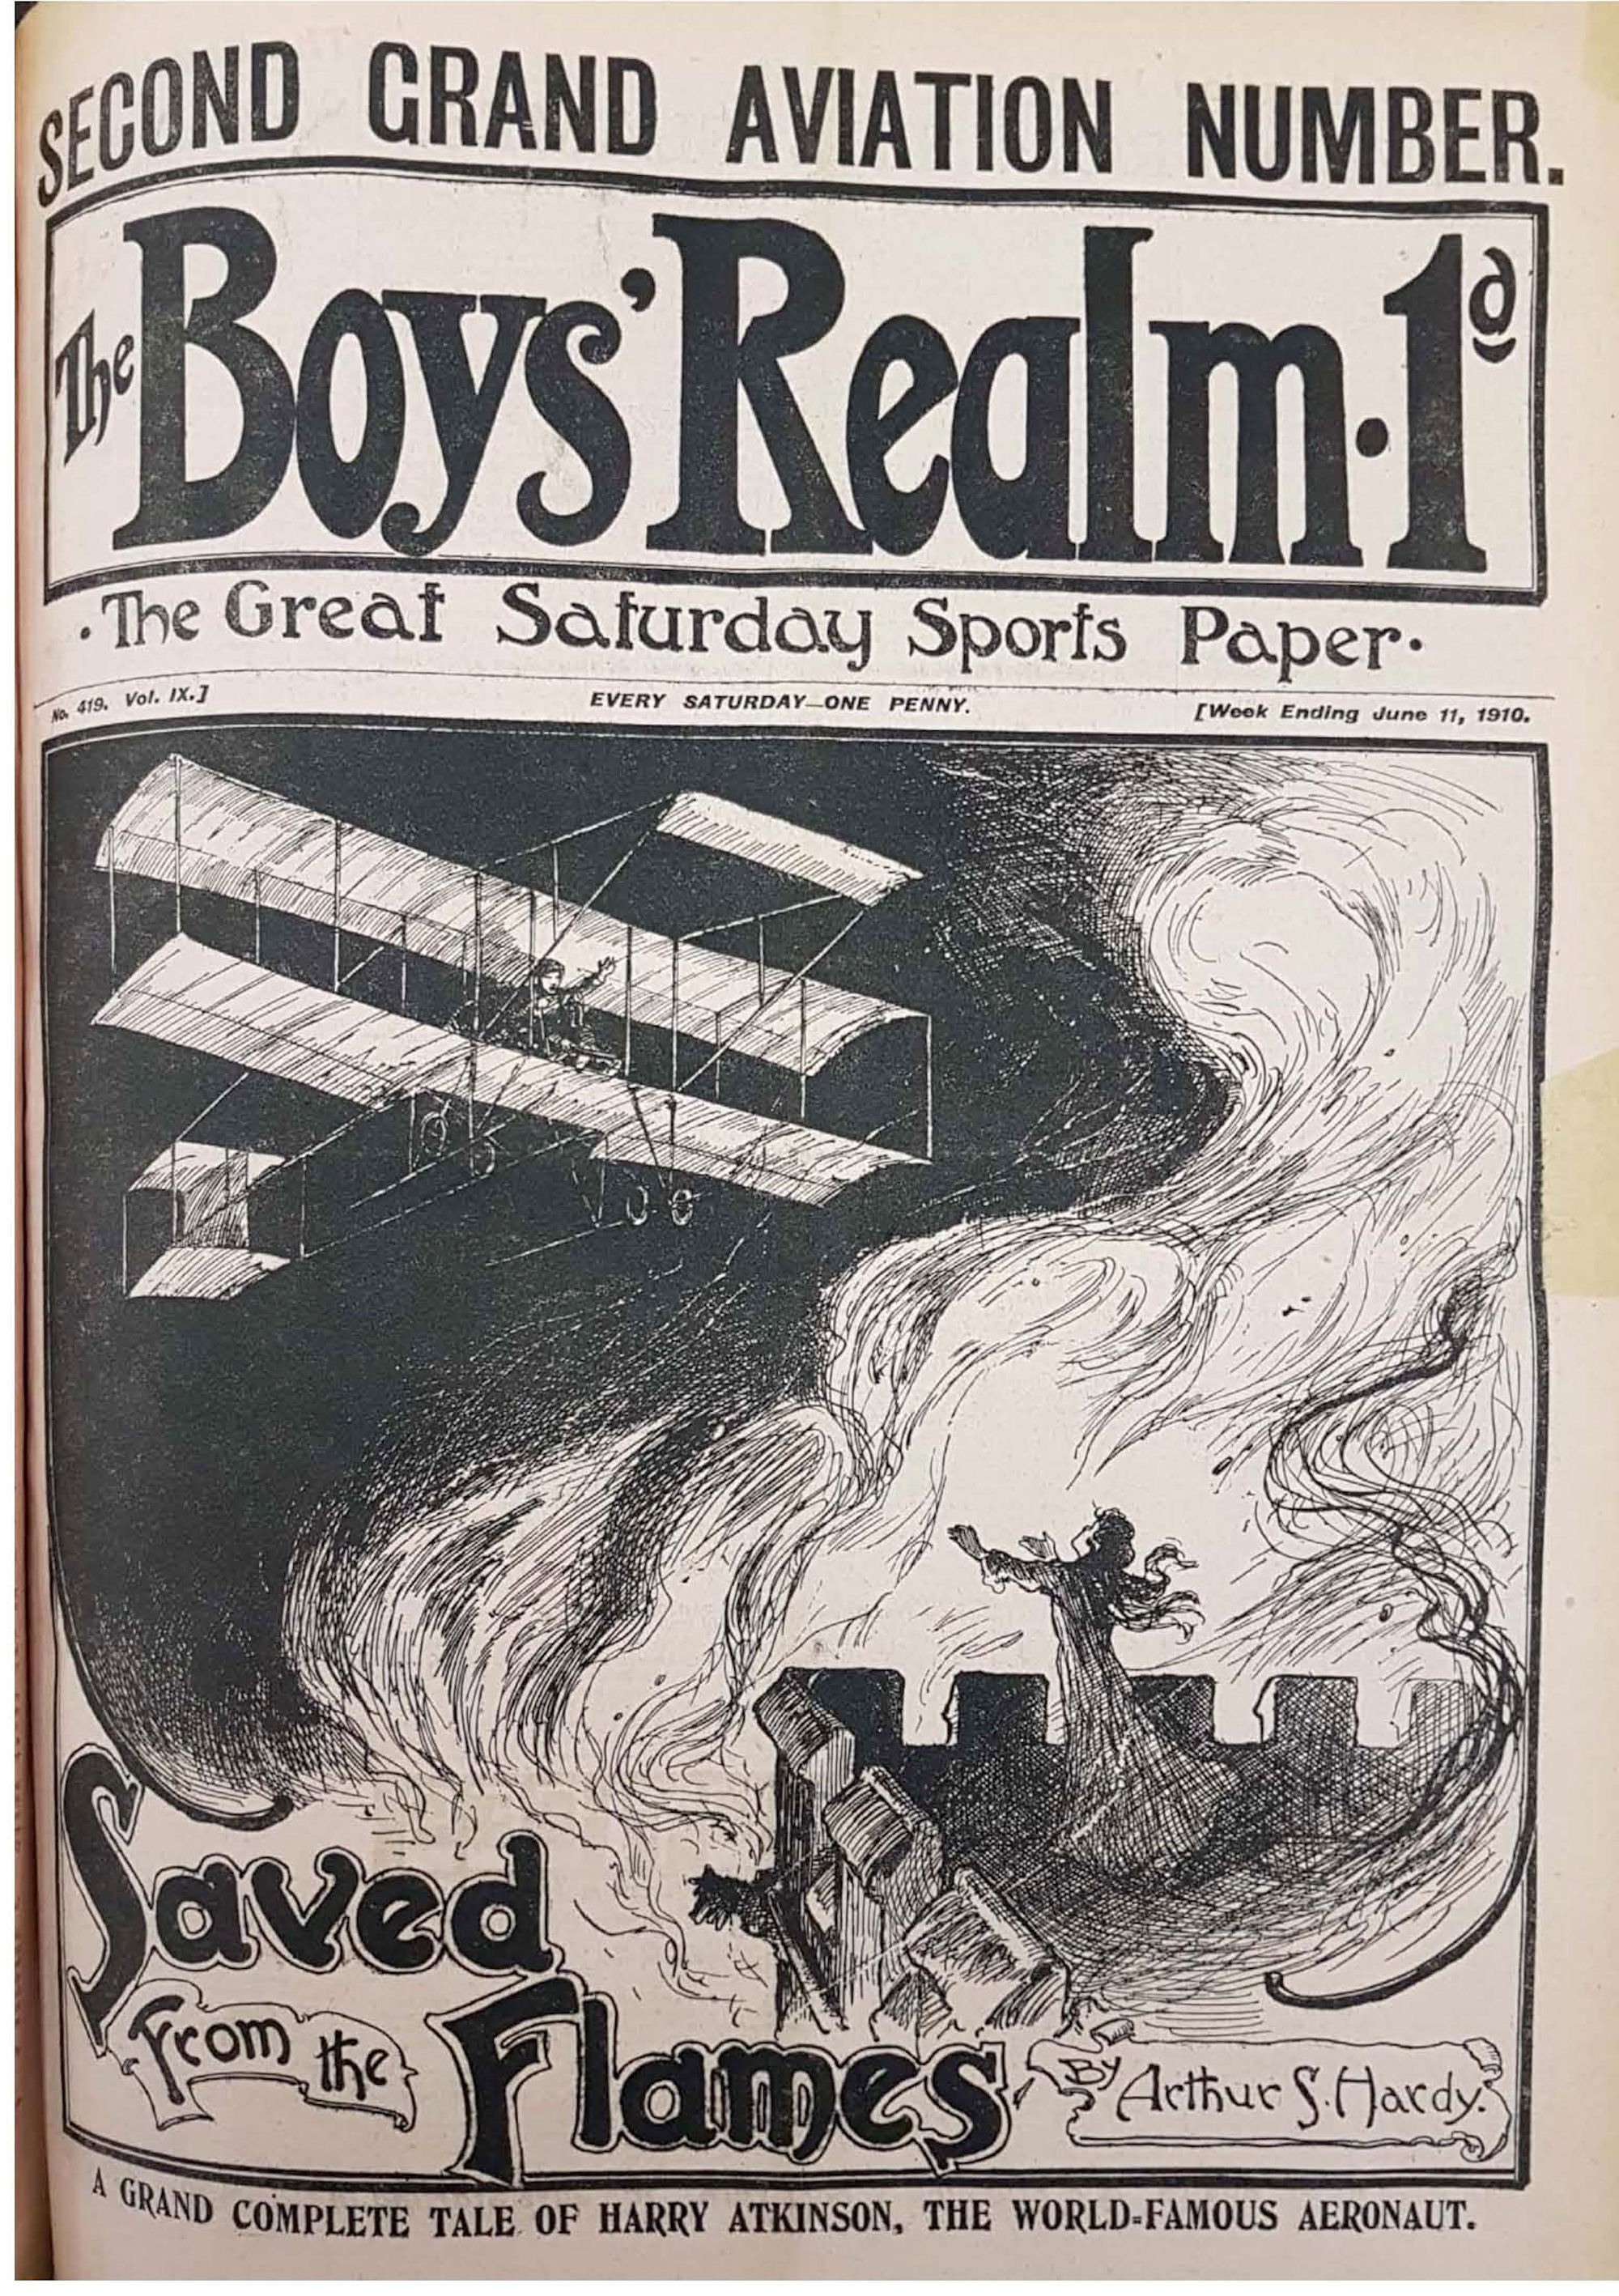 SECOND GRAND AVIATION NUMBER.
The Boys' Realm · 1d
· The Great Saturday Sports Paper ·
No. 419. Vol. IX.] EVERY SATURDAY—ONE PENNY. [Week Ending June 11, 1910.
Saved
from the
Flames
By Arthur S. Hardy.
A GRAND COMPLETE TALE OF HARRY ATKINSON, THE WORLD-FAMOUS AERONAUT.